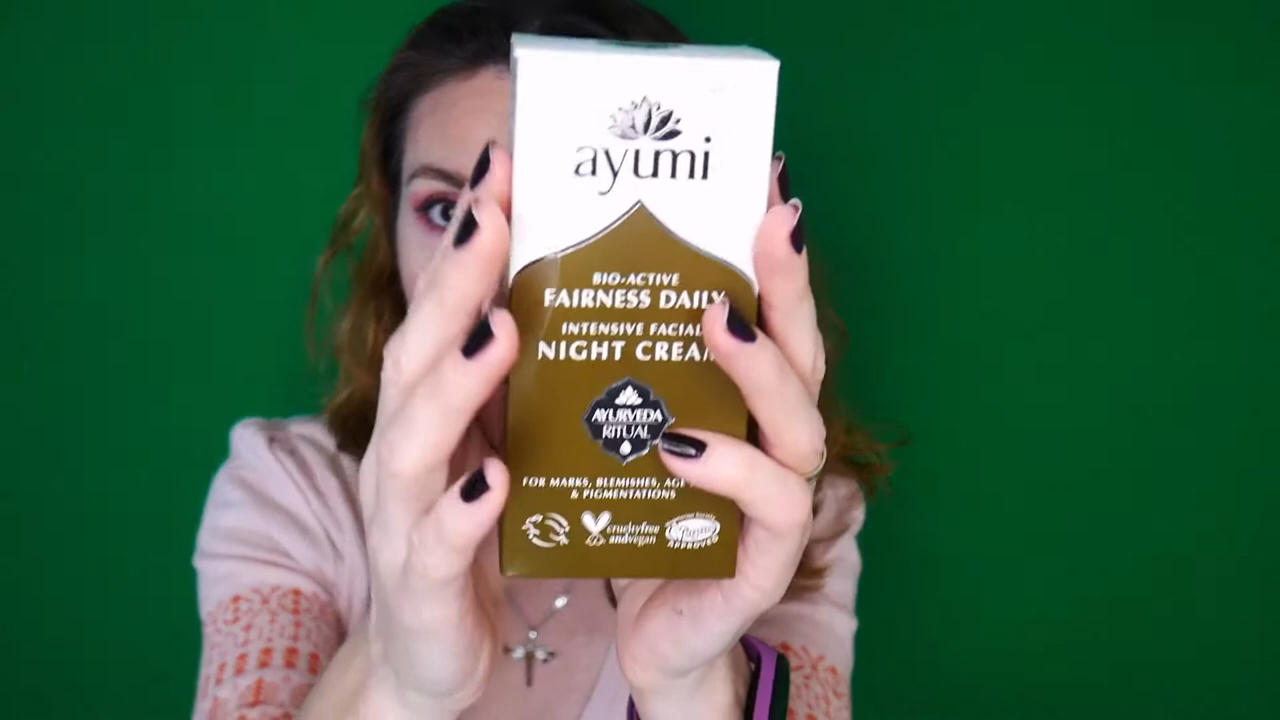 ayumi
BIO-ACTIVE
FAIRNESS DAILY
INTENSIVE FACIAL
NIGHT CREAM
AYURVEDA
RITUAL
FOR MARKS, BLEMISHES, AGE
& PIGMENTATIONS
crueltyfree
andvegan
APPROVED